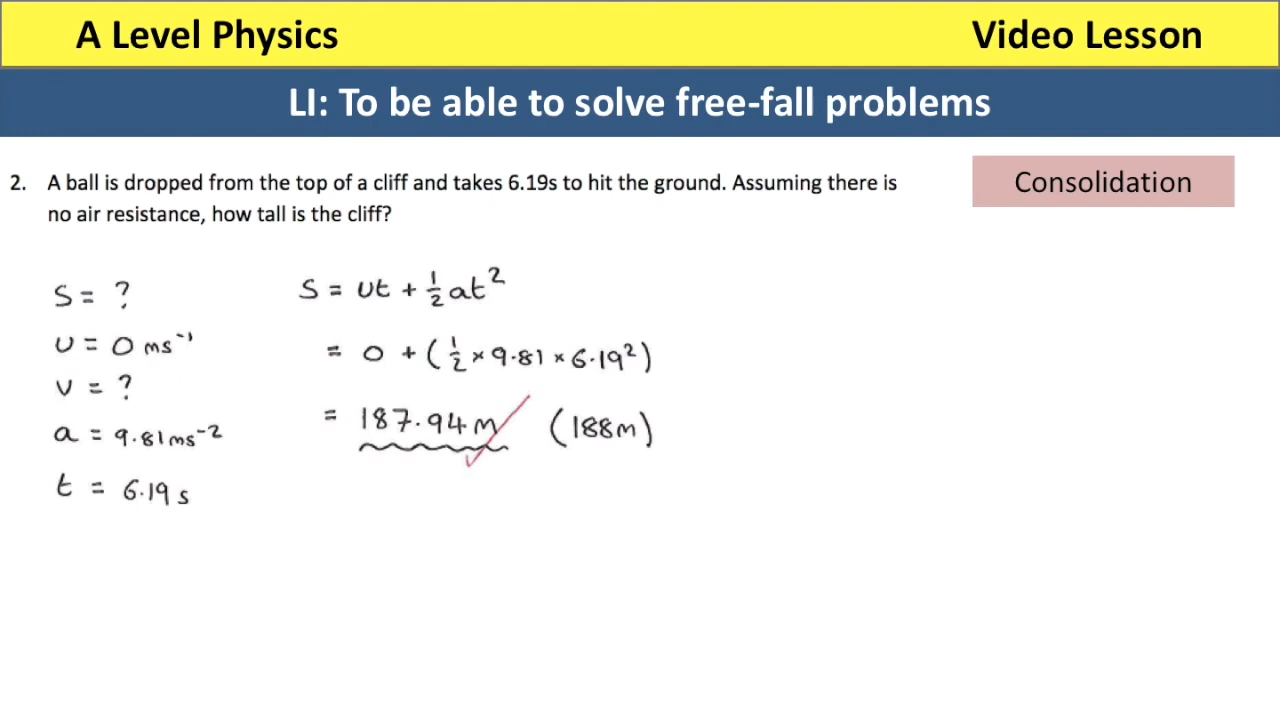 A Level Physics
Video Lesson
LI: To be able to solve free-fall problems
Consolidation
2. A ball is dropped from the top of a cliff and takes 6.19s to hit the ground. Assuming there is
no air resistance, how tall is the cliff?
s = ?
u = 0 ms⁻¹
v = ?
a = 9.81ms⁻²
t = 6.19 s
s = ut + ½at²
= 0 + (½ × 9.81 × 6.19²)
= 187.94m (188m)